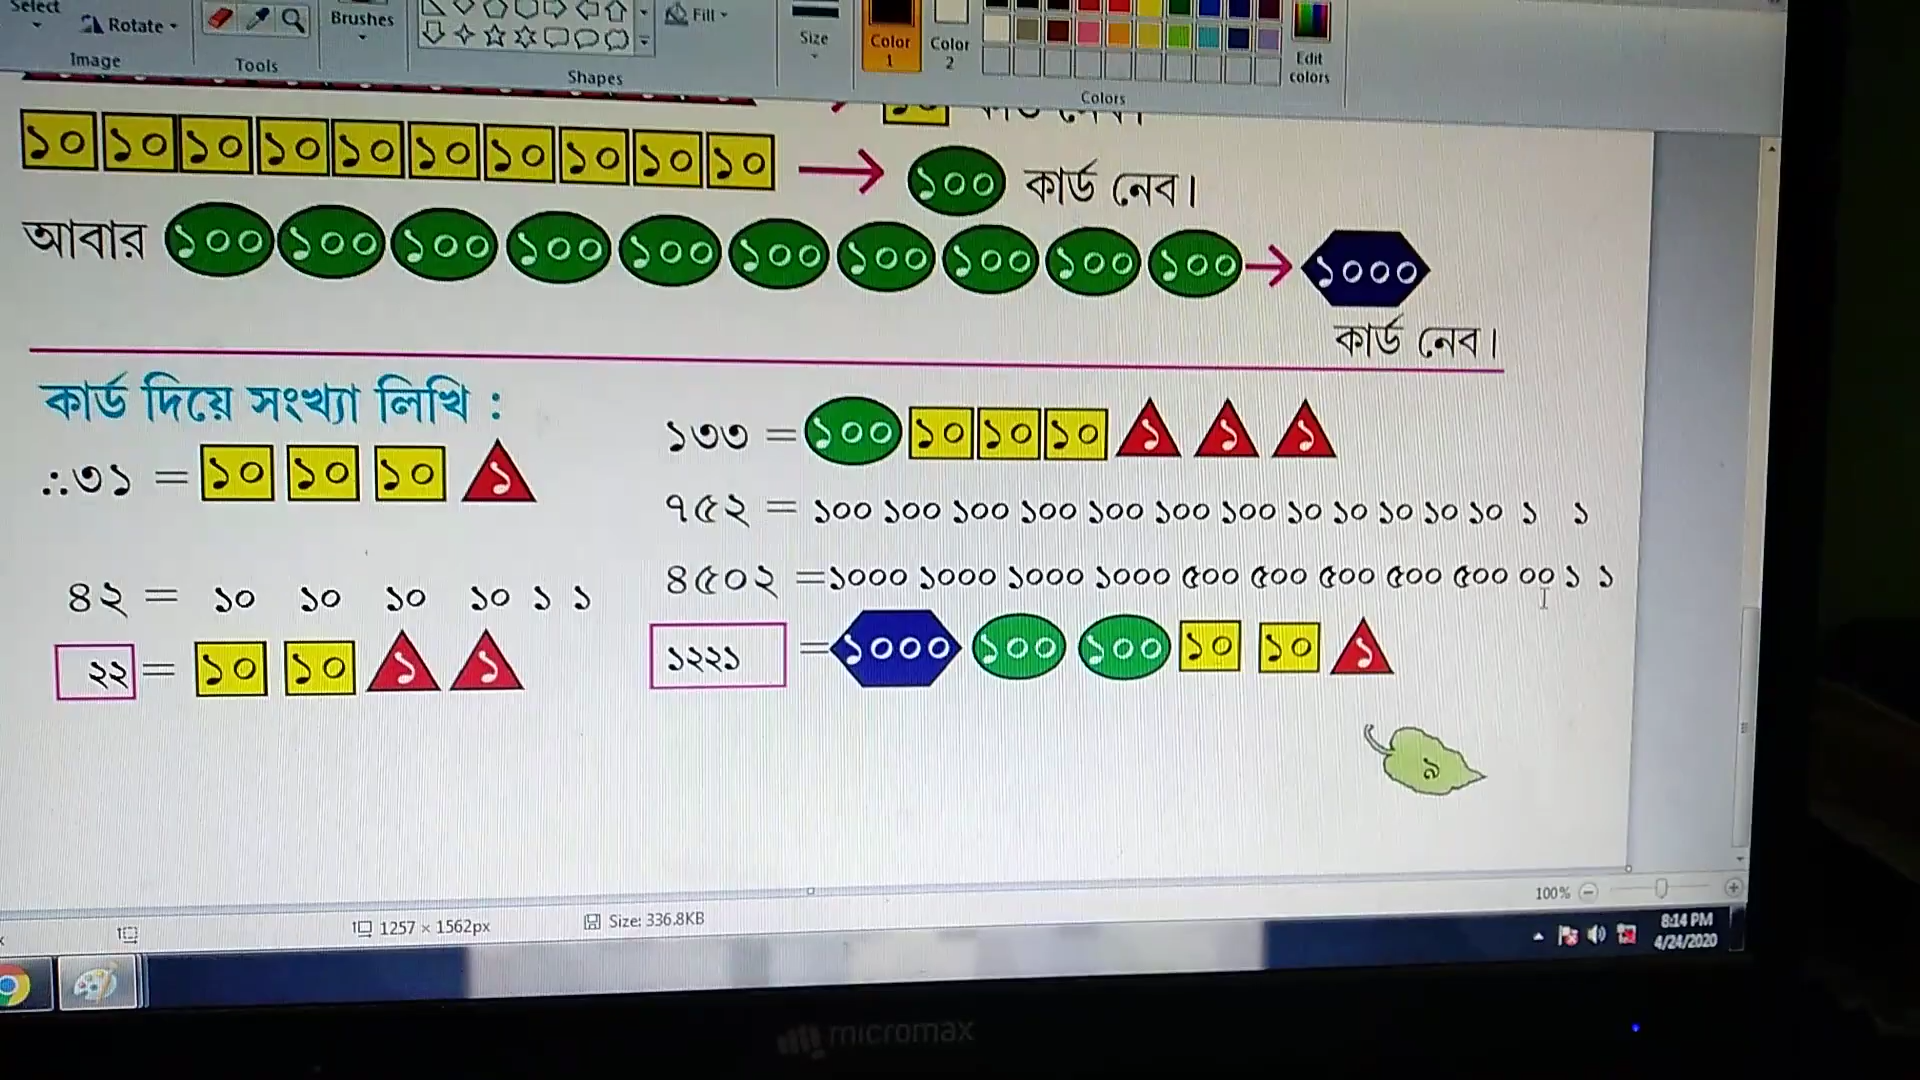 Select
Rotate
Image
Tools
Brushes
Shapes
Fill
Size
Color 1
Color 2
Colors
Edit colors
১০ ১০ ১০ ১০ ১০ ১০ ১০ ১০ ১০ ১০ → ১০০ কার্ড নেব।
আবার ১০০ ১০০ ১০০ ১০০ ১০০ ১০০ ১০০ ১০০ ১০০ ১০০ → ১০০০
কার্ড নেব।
কার্ড দিয়ে সংখ্যা লিখি :
∴৩১ = ১০ ১০ ১০ ১
৪২ = ১০ ১০ ১০ ১০ ১ ১
২২ = ১০ ১০ ১ ১
১৩৩ = ১০০ ১০ ১০ ১০ ১ ১ ১
৭৫২ = ১০০ ১০০ ১০০ ১০০ ১০০ ১০০ ১০০ ১০ ১০ ১০ ১০ ১০ ১ ১
৪৫০২ =১০০০ ১০০০ ১০০০ ১০০০ ৫০০ ৫০০ ৫০০ ৫০০ ৫০০ ০০ ১ ১
১২২১ = ১০০০ ১০০ ১০০ ১০ ১০ ১
৯
100%
1257 × 1562px
Size: 336.8KB
8:14 PM
4/24/2020
micromax